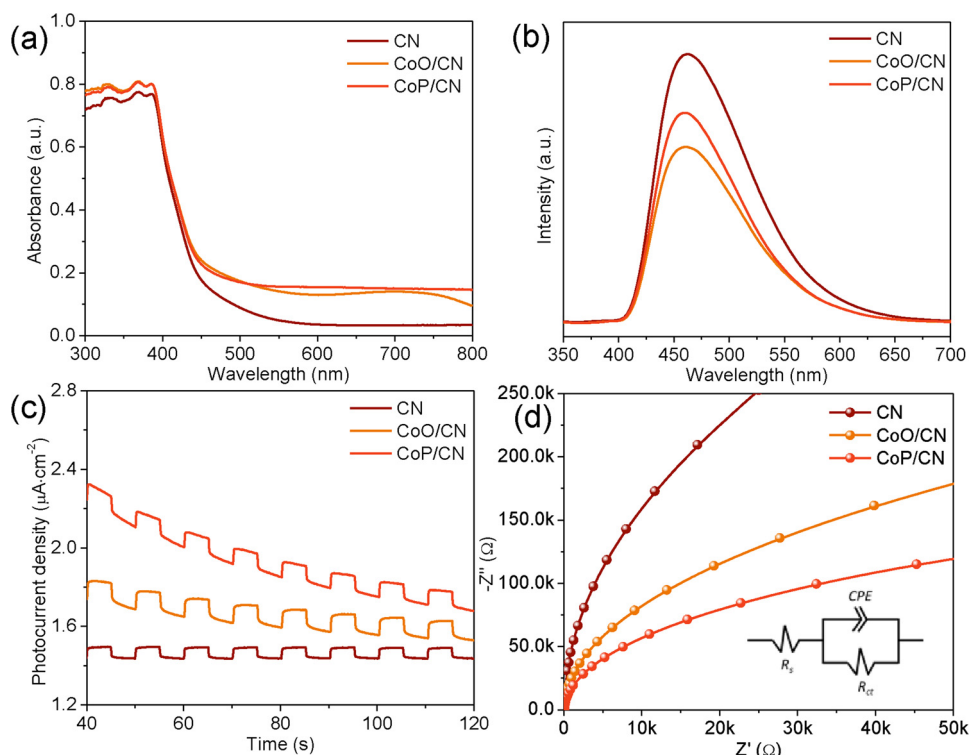 (a)
CN
CoO/CN
CoP/CN
1.0
0.8
0.6
0.4
0.2
0.0
Absorbance (a.u.)
300 400 500 600 700 800
Wavelength (nm)
(b)
CN
CoO/CN
CoP/CN
Intensity (a.u.)
350 400 450 500 550 600 650 700
Wavelength (nm)
(c)
CN
CoO/CN
CoP/CN
2.8
2.4
2.0
1.6
1.2
Photocurrent density (μA·cm⁻²)
40 60 80 100 120
Time (s)
(d)
CN
CoO/CN
CoP/CN
250.0k
200.0k
150.0k
100.0k
50.0k
0.0
-Z'' (Ω)
CPE
Rs
Rct
0 10k 20k 30k 40k 50k
Z' (Ω)